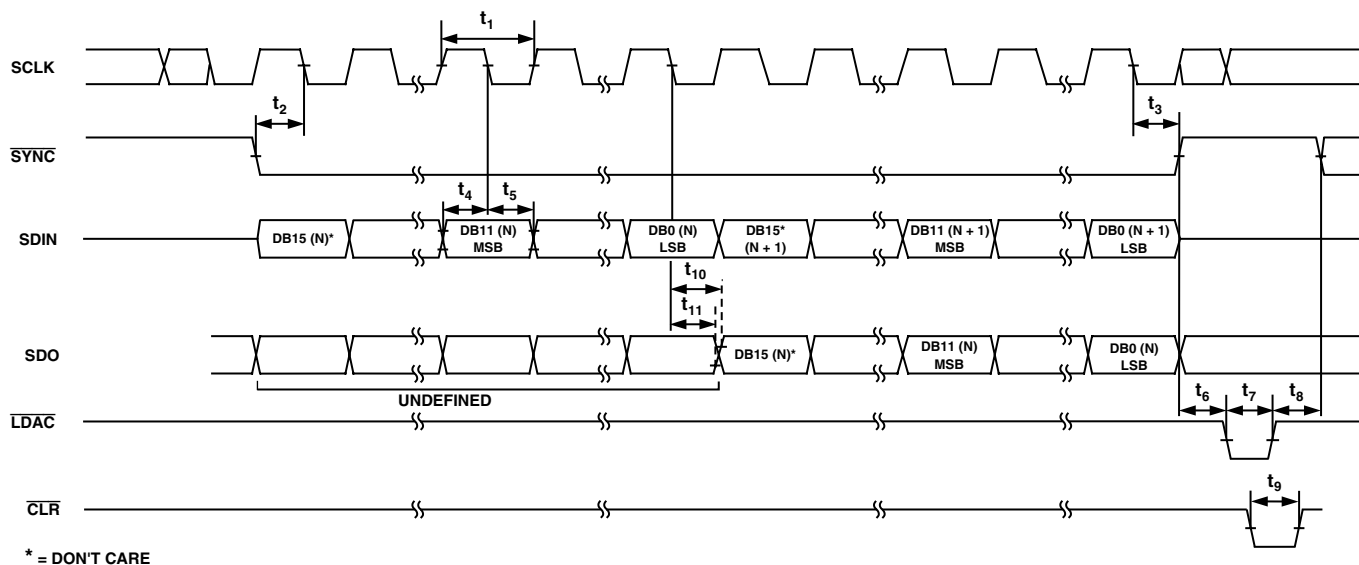 t1
SCLK
t2
t3
SYNC
t4 t5
SDIN
DB15 (N)*
DB11 (N)
MSB
DB0 (N)
LSB
DB15*
(N + 1)
DB11 (N + 1)
MSB
DB0 (N + 1)
LSB
t10
t11
SDO
DB15 (N)*
DB11 (N)
MSB
DB0 (N)
LSB
UNDEFINED
t6 t7 t8
LDAC
t9
CLR
* = DON'T CARE